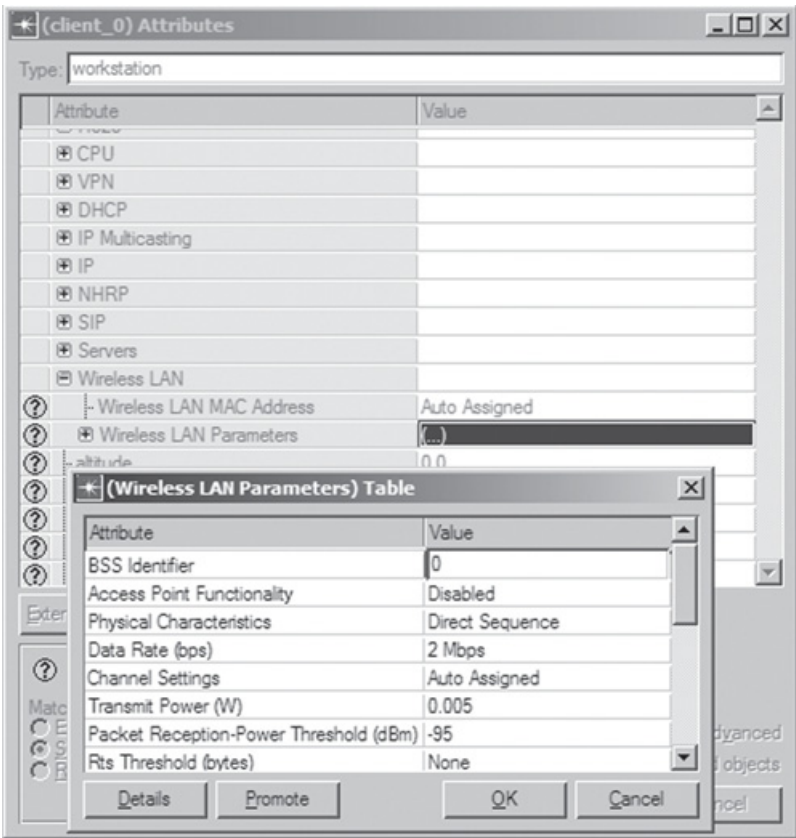 (client_0) Attributes
Type: workstation
Attribute Value
CPU
VPN
DHCP
IP Multicasting
IP
NHRP
SIP
Servers
Wireless LAN
Wireless LAN MAC Address Auto Assigned
Wireless LAN Parameters (...)
altitude 0.0
(Wireless LAN Parameters) Table
Attribute Value
BSS Identifier 0
Access Point Functionality Disabled
Physical Characteristics Direct Sequence
Data Rate (bps) 2 Mbps
Channel Settings Auto Assigned
Transmit Power (W) 0.005
Packet Reception-Power Threshold (dBm) -95
Rts Threshold (bytes) None
Details Promote OK Cancel